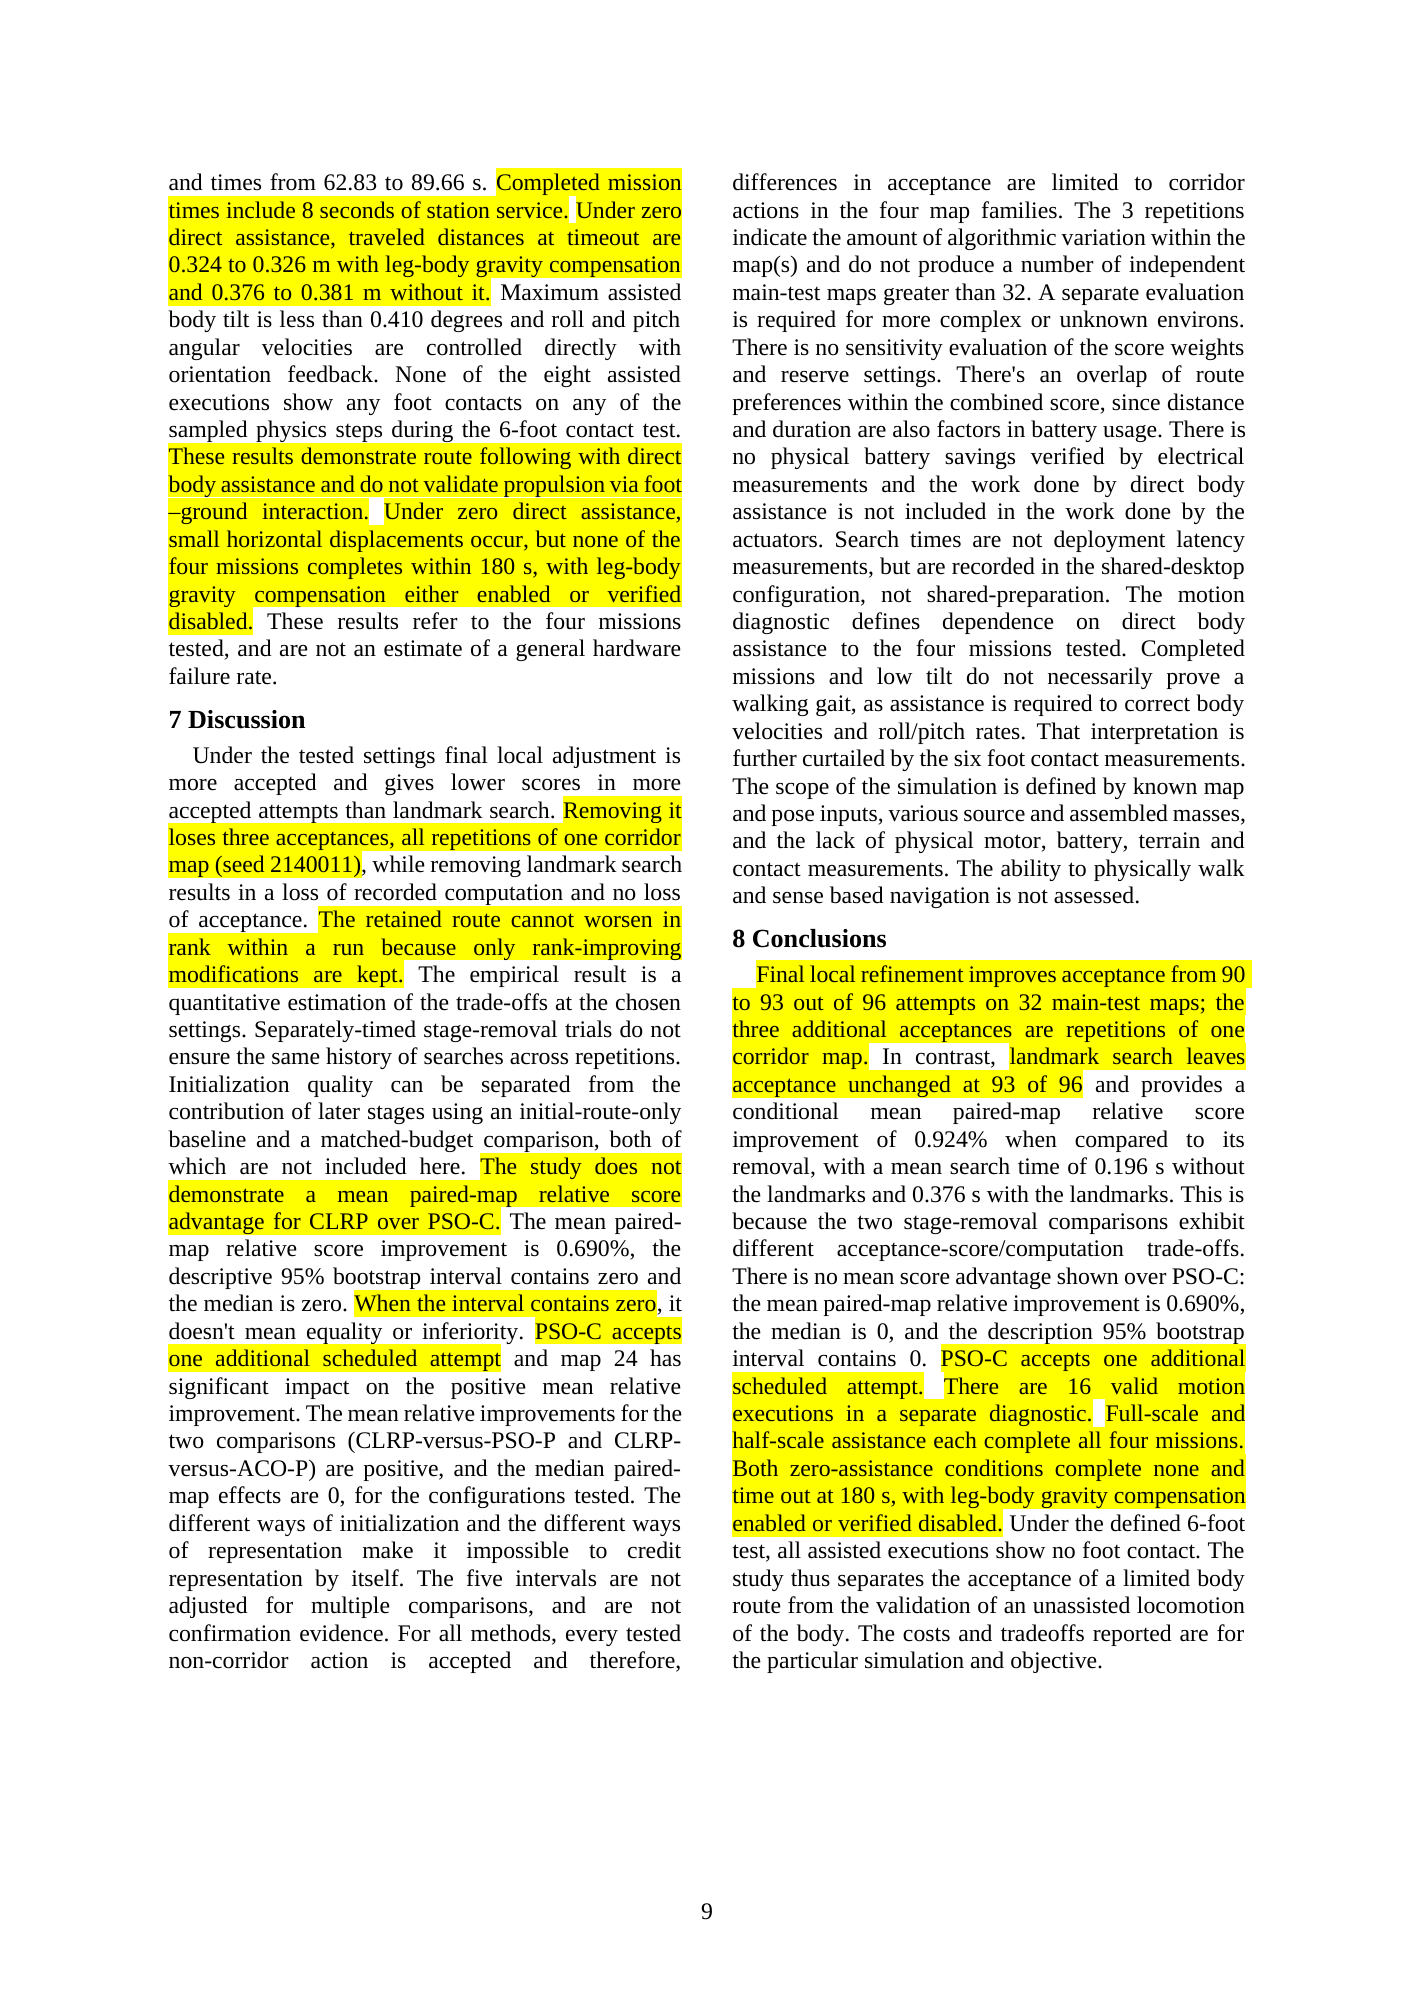 and times from 62.83 to 89.66 s. Completed mission
times include 8 seconds of station service. Under zero
direct assistance, traveled distances at timeout are
0.324 to 0.326 m with leg-body gravity compensation
and 0.376 to 0.381 m without it. Maximum assisted
body tilt is less than 0.410 degrees and roll and pitch
angular velocities are controlled directly with
orientation feedback. None of the eight assisted
executions show any foot contacts on any of the
sampled physics steps during the 6-foot contact test.
These results demonstrate route following with direct
body assistance and do not validate propulsion via foot
–ground interaction. Under zero direct assistance,
small horizontal displacements occur, but none of the
four missions completes within 180 s, with leg-body
gravity compensation either enabled or verified
disabled. These results refer to the four missions
tested, and are not an estimate of a general hardware
failure rate.
7 Discussion
Under the tested settings final local adjustment is
more accepted and gives lower scores in more
accepted attempts than landmark search. Removing it
loses three acceptances, all repetitions of one corridor
map (seed 2140011), while removing landmark search
results in a loss of recorded computation and no loss
of acceptance. The retained route cannot worsen in
rank within a run because only rank-improving
modifications are kept. The empirical result is a
quantitative estimation of the trade-offs at the chosen
settings. Separately-timed stage-removal trials do not
ensure the same history of searches across repetitions.
Initialization quality can be separated from the
contribution of later stages using an initial-route-only
baseline and a matched-budget comparison, both of
which are not included here. The study does not
demonstrate a mean paired-map relative score
advantage for CLRP over PSO-C. The mean paired-
map relative score improvement is 0.690%, the
descriptive 95% bootstrap interval contains zero and
the median is zero. When the interval contains zero, it
doesn't mean equality or inferiority. PSO-C accepts
one additional scheduled attempt and map 24 has
significant impact on the positive mean relative
improvement. The mean relative improvements for the
two comparisons (CLRP-versus-PSO-P and CLRP-
versus-ACO-P) are positive, and the median paired-
map effects are 0, for the configurations tested. The
different ways of initialization and the different ways
of representation make it impossible to credit
representation by itself. The five intervals are not
adjusted for multiple comparisons, and are not
confirmation evidence. For all methods, every tested
non-corridor action is accepted and therefore,
differences in acceptance are limited to corridor
actions in the four map families. The 3 repetitions
indicate the amount of algorithmic variation within the
map(s) and do not produce a number of independent
main-test maps greater than 32. A separate evaluation
is required for more complex or unknown environs.
There is no sensitivity evaluation of the score weights
and reserve settings. There's an overlap of route
preferences within the combined score, since distance
and duration are also factors in battery usage. There is
no physical battery savings verified by electrical
measurements and the work done by direct body
assistance is not included in the work done by the
actuators. Search times are not deployment latency
measurements, but are recorded in the shared-desktop
configuration, not shared-preparation. The motion
diagnostic defines dependence on direct body
assistance to the four missions tested. Completed
missions and low tilt do not necessarily prove a
walking gait, as assistance is required to correct body
velocities and roll/pitch rates. That interpretation is
further curtailed by the six foot contact measurements.
The scope of the simulation is defined by known map
and pose inputs, various source and assembled masses,
and the lack of physical motor, battery, terrain and
contact measurements. The ability to physically walk
and sense based navigation is not assessed.
8 Conclusions
Final local refinement improves acceptance from 90
to 93 out of 96 attempts on 32 main-test maps; the
three additional acceptances are repetitions of one
corridor map. In contrast, landmark search leaves
acceptance unchanged at 93 of 96 and provides a
conditional mean paired-map relative score
improvement of 0.924% when compared to its
removal, with a mean search time of 0.196 s without
the landmarks and 0.376 s with the landmarks. This is
because the two stage-removal comparisons exhibit
different acceptance-score/computation trade-offs.
There is no mean score advantage shown over PSO-C:
the mean paired-map relative improvement is 0.690%,
the median is 0, and the description 95% bootstrap
interval contains 0. PSO-C accepts one additional
scheduled attempt. There are 16 valid motion
executions in a separate diagnostic. Full-scale and
half-scale assistance each complete all four missions.
Both zero-assistance conditions complete none and
time out at 180 s, with leg-body gravity compensation
enabled or verified disabled. Under the defined 6-foot
test, all assisted executions show no foot contact. The
study thus separates the acceptance of a limited body
route from the validation of an unassisted locomotion
of the body. The costs and tradeoffs reported are for
the particular simulation and objective.
9